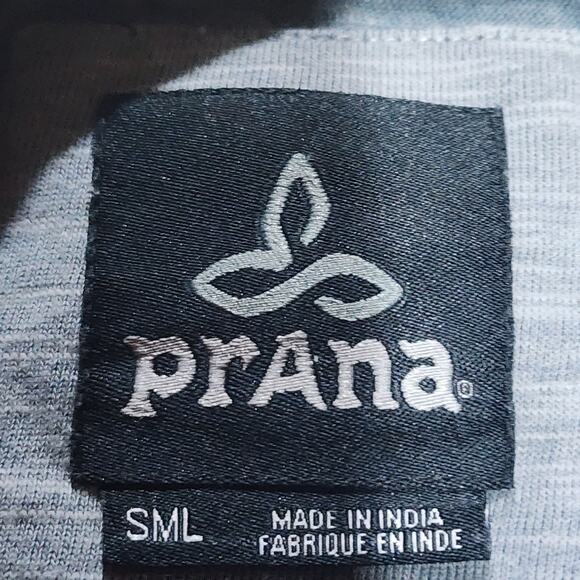 prAna®
SML
MADE IN INDIA
FABRIQUE EN INDE